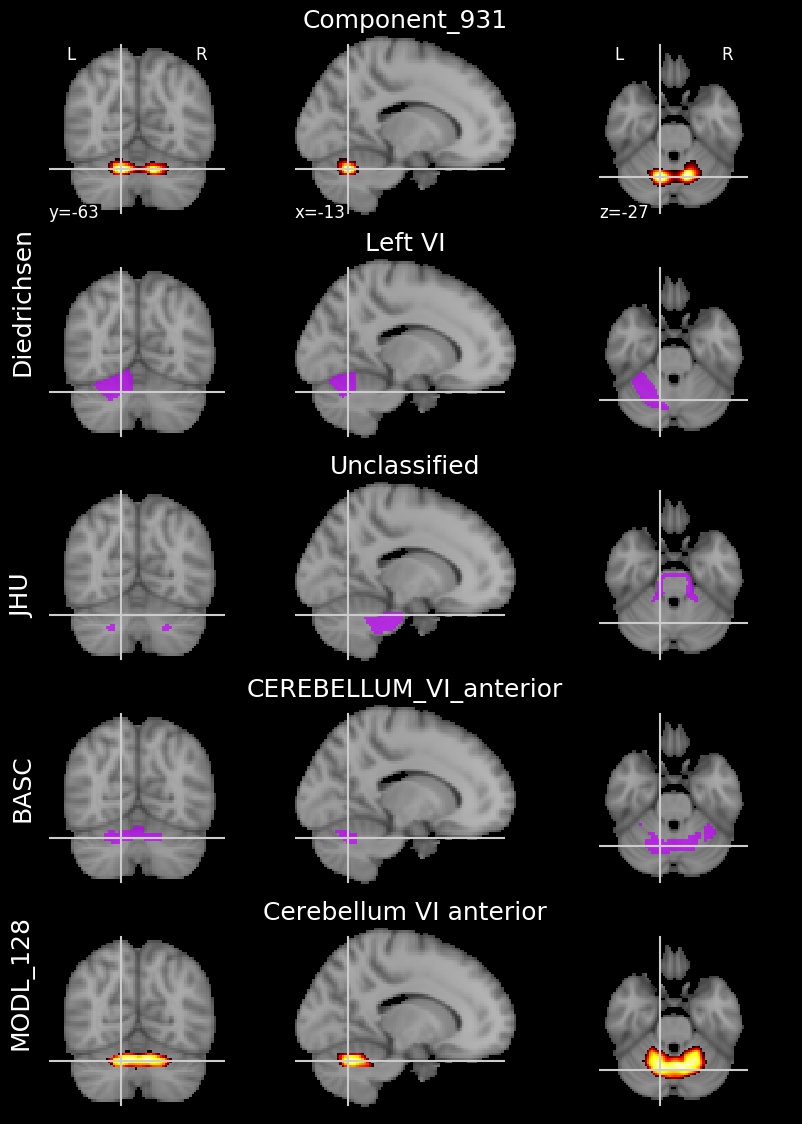 Component_931
L R L R
y=-63 x=-13 z=-27
Diedrichsen
Left VI
JHU
Unclassified
BASC
CEREBELLUM_VI_anterior
MODL_128
Cerebellum VI anterior